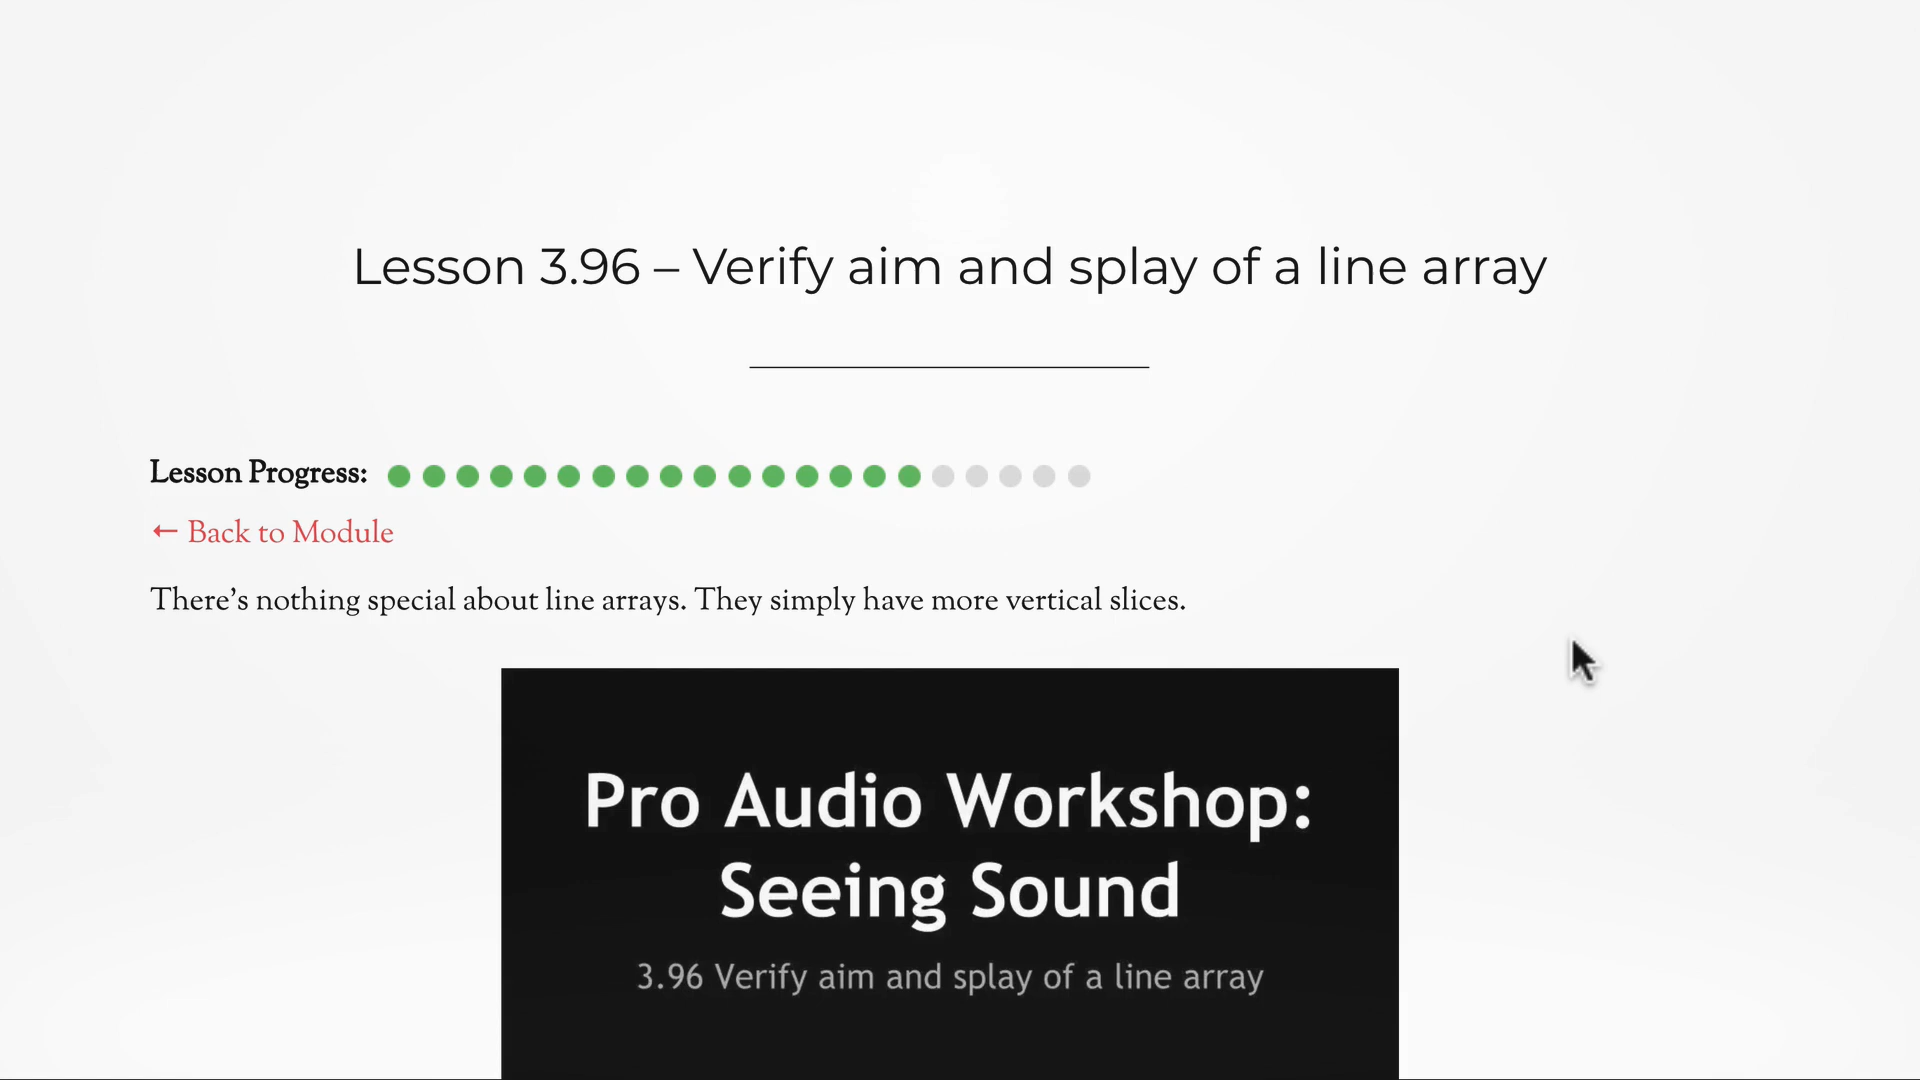 Lesson 3.96 – Verify aim and splay of a line array
Lesson Progress:
← Back to Module
There’s nothing special about line arrays. They simply have more vertical slices.
Pro Audio Workshop:
Seeing Sound
3.96 Verify aim and splay of a line array